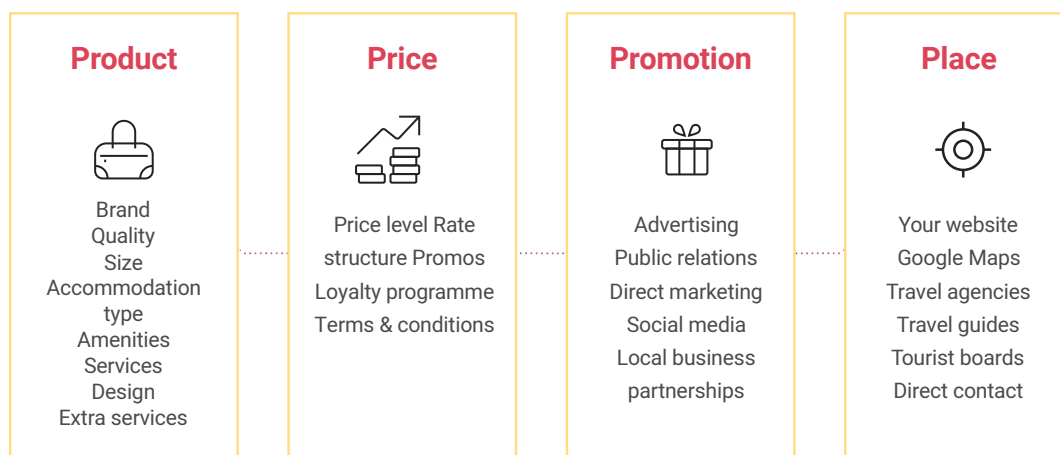 Product
Brand
Quality
Size
Accommodation
type
Amenities
Services
Design
Extra services
Price
Price level Rate
structure Promos
Loyalty programme
Terms & conditions
Promotion
Advertising
Public relations
Direct marketing
Social media
Local business
partnerships
Place
Your website
Google Maps
Travel agencies
Travel guides
Tourist boards
Direct contact